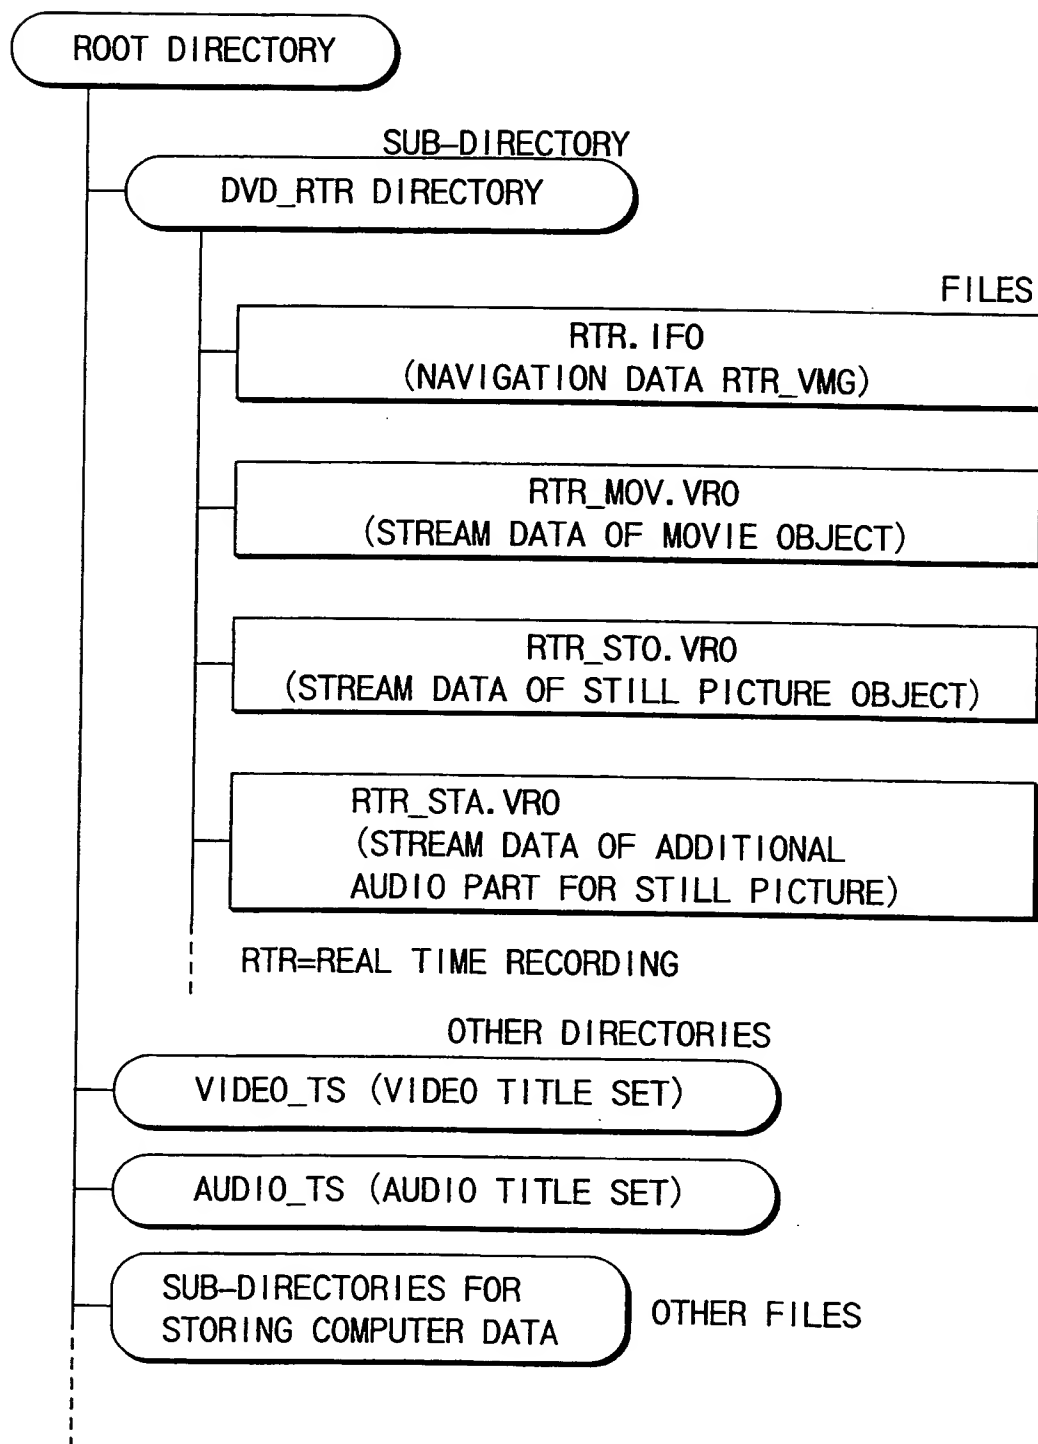 ROOT DIRECTORY
SUB-DIRECTORY
DVD_RTR DIRECTORY
FILES
RTR.IFO
(NAVIGATION DATA RTR_VMG)
RTR_MOV.VRO
(STREAM DATA OF MOVIE OBJECT)
RTR_STO.VRO
(STREAM DATA OF STILL PICTURE OBJECT)
RTR_STA.VRO
(STREAM DATA OF ADDITIONAL
AUDIO PART FOR STILL PICTURE)
RTR=REAL TIME RECORDING
OTHER DIRECTORIES
VIDEO_TS (VIDEO TITLE SET)
AUDIO_TS (AUDIO TITLE SET)
SUB-DIRECTORIES FOR
STORING COMPUTER DATA
OTHER FILES